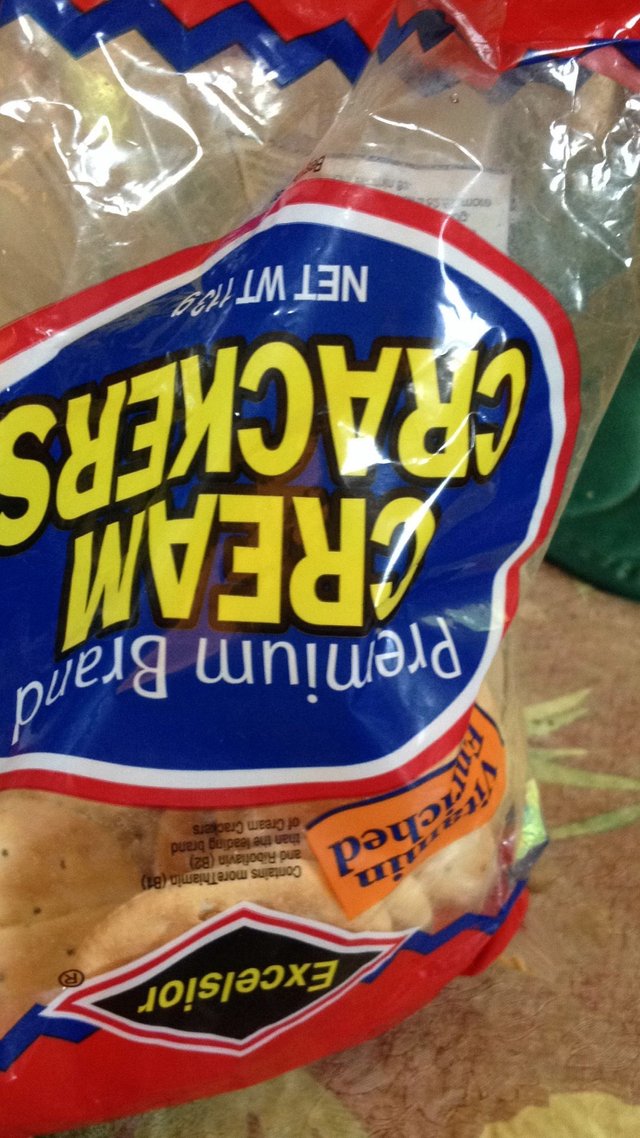 Excelsior
®
Contains more Thiamin (B1)
and Riboflavin (B2)
than the leading brand
of Cream Crackers
Vitamin
Enriched
Premium Brand
CREAM
CRACKERS
NET WT 113g